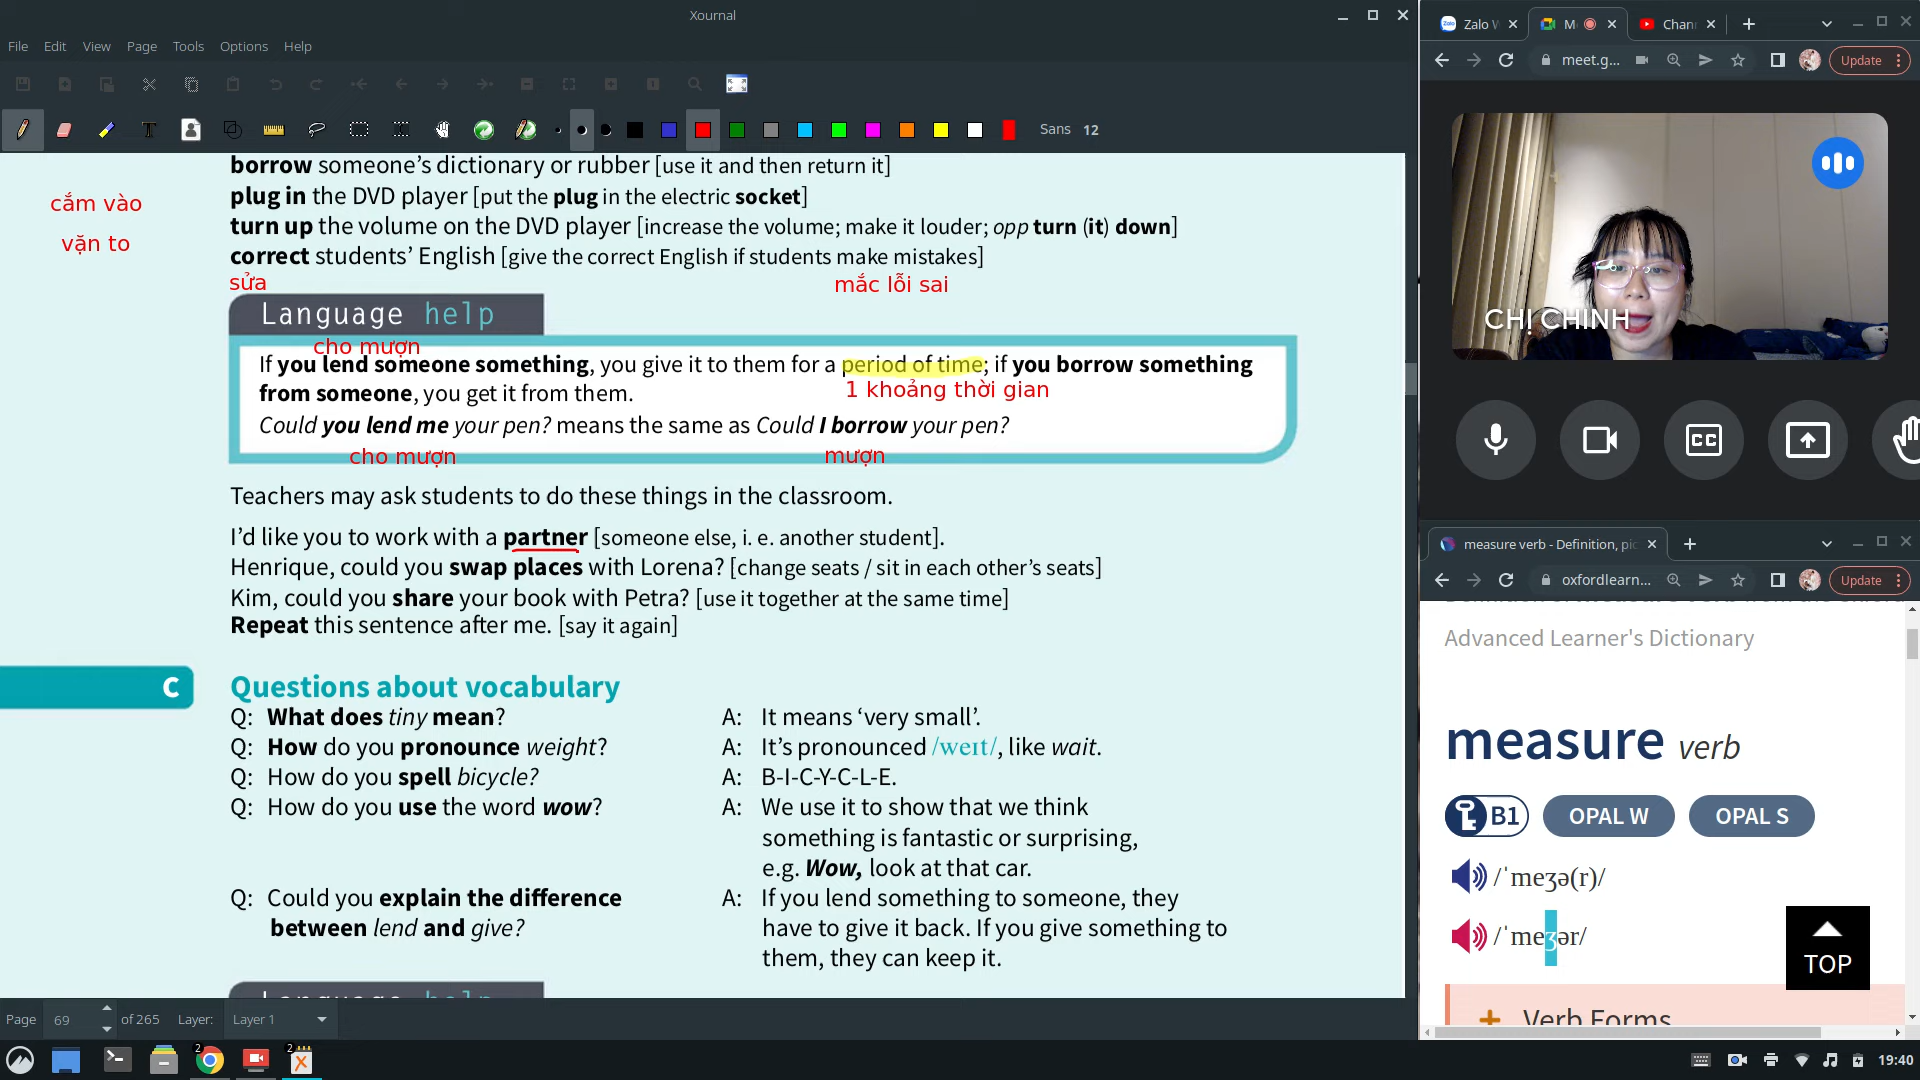 Xournal
File Edit View Page Tools Options Help
Sans 12
borrow someone’s dictionary or rubber [use it and then return it]
cắm vào
plug in the DVD player [put the plug in the electric socket]
turn up the volume on the DVD player [increase the volume; make it louder; opp turn (it) down]
vặn to
correct students’ English [give the correct English if students make mistakes]
sửa
mắc lỗi sai
Language help
cho mượn
If you lend someone something, you give it to them for a period of time; if you borrow something
1 khoảng thời gian
from someone, you get it from them.
Could you lend me your pen? means the same as Could I borrow your pen?
cho mượn
mượn
Teachers may ask students to do these things in the classroom.
I’d like you to work with a partner [someone else, i. e. another student].
Henrique, could you swap places with Lorena? [change seats / sit in each other’s seats]
Kim, could you share your book with Petra? [use it together at the same time]
Repeat this sentence after me. [say it again]
C
Questions about vocabulary
Q: What does tiny mean? A: It means ‘very small’.
Q: How do you pronounce weight? A: It’s pronounced /weɪt/, like wait.
Q: How do you spell bicycle? A: B-I-C-Y-C-L-E.
Q: How do you use the word wow? A: We use it to show that we think
something is fantastic or surprising,
e.g. Wow, look at that car.
Q: Could you explain the difference A: If you lend something to someone, they
between lend and give? have to give it back. If you give something to
them, they can keep it.
Language help
Page 69 of 265 Layer: Layer 1
Zalo W
M
Chan
meet.g...
Update
CHỊ CHINH
CC
measure verb - Definition, pic
oxfordlearn...
Update
Advanced Learner's Dictionary
measure verb
B1 OPAL W OPAL S
/ˈmeʒə(r)/
/ˈmeʒər/
TOP
Verb Forms
2
2
19:40